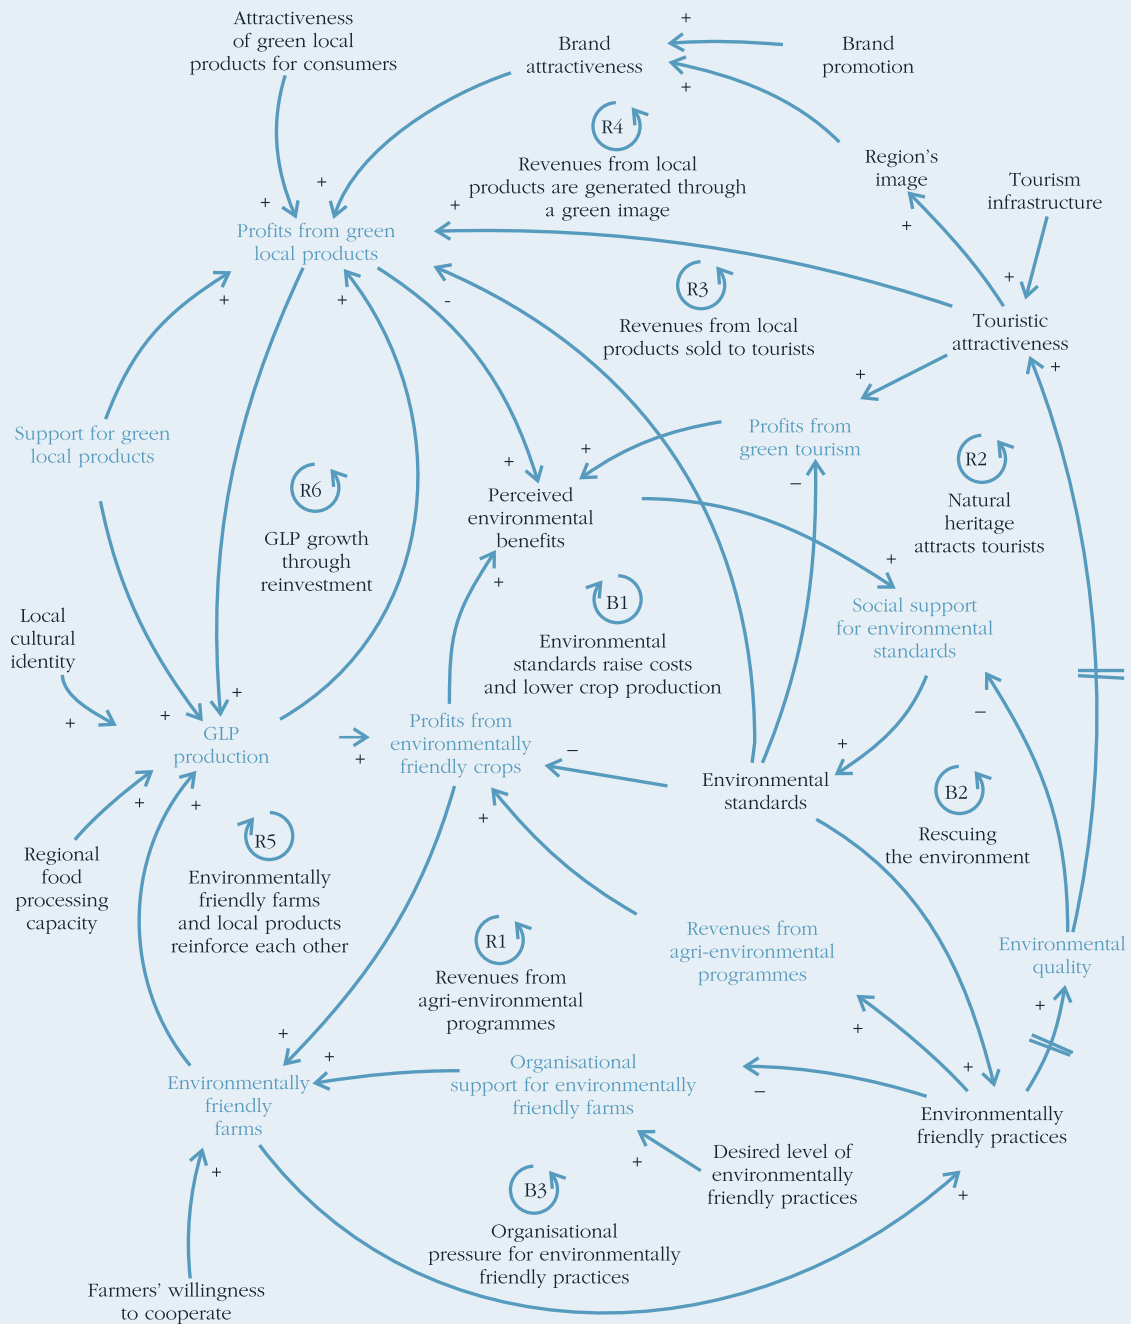 Attractiveness
of green local
products for consumers
+
Brand
attractiveness
+
+
Brand
promotion
R4
Revenues from local
products are generated through
a green image
Region's
image
+
Tourism
infrastructure
+
+
+
+
Profits from green
local products
+
+
-
R3
Revenues from local
products sold to tourists
Touristic
attractiveness
+
+
Support for green
local products
Profits from
green tourism
–
+
+
R2
Natural
heritage
attracts tourists
R6
GLP growth
through
reinvestment
Perceived
environmental
benefits
+
+
B1
Environmental
standards raise costs
and lower crop production
Social support
for environmental
standards
–
Local
cultural
identity
+
+
+
GLP
production
+
+
+
Profits from
environmentally
friendly crops
–
+
Environmental
standards
+
B2
Rescuing
the environment
Regional
food
processing
capacity
R5
Environmentally
friendly farms
and local products
reinforce each other
R1
Revenues from
agri-environmental
programmes
Revenues from
agri-environmental
programmes
+
Environmental
quality
+
+
+
Environmentally
friendly
farms
+
Organisational
support for environmentally
friendly farms
–
+
+
Environmentally
friendly practices
+
Desired level of
environmentally
friendly practices
B3
Organisational
pressure for environmentally
friendly practices
Farmers' willingness
to cooperate